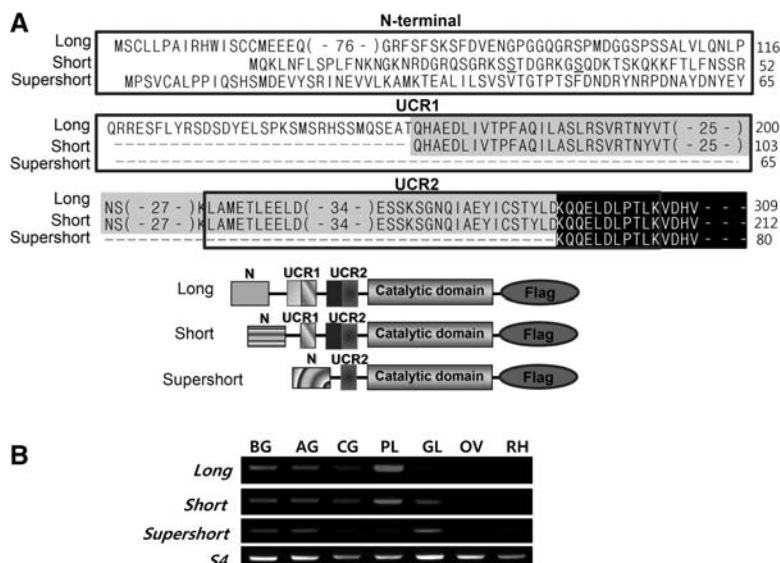 A
N-terminal
Long MSCLLPAIRHWISCCMEEEQ( - 76 - )GRFSFSKSFDVENGPGGQGRSPMDGGSPSSALVLQNLP 116
Short MQKLNFLSPLFNKNGKNRDGRQSGRKSSTDGRKGSQDKTSKQKKFTLFNSSR 52
Supershort MPSVCALPPIQSHSMDEVYSRINEVVLKAMKTEALILSVSVTGTPTSFDNDRYNRPDNAYDNYEY 65
UCR1
Long QRRESFLYRSDSDYELSPKSMSRHSSMQSEATQHAEDLIVTPFAQILASLRSVRTNYVT( - 25 - ) 200
Short QHAEDLIVTPFAQILASLRSVRTNYVT( - 25 - ) 103
Supershort 65
UCR2
Long NS( - 27 - )KLAMETLEELD( - 34 - )ESSKSGNQIAEYICSTYLDKQQELDLPTLKVDHV - - - 309
Short NS( - 27 - )KLAMETLEELD( - 34 - )ESSKSGNQIAEYICSTYLDKQQELDLPTLKVDHV - - - 212
Supershort KQQELDLPTLKVDHV - - - 80
N UCR1 UCR2
Long Catalytic domain Flag
N UCR1 UCR2
Short Catalytic domain Flag
N UCR2
Supershort Catalytic domain Flag
B
BG AG CG PL GL OV RH
Long
Short
Supershort
S4